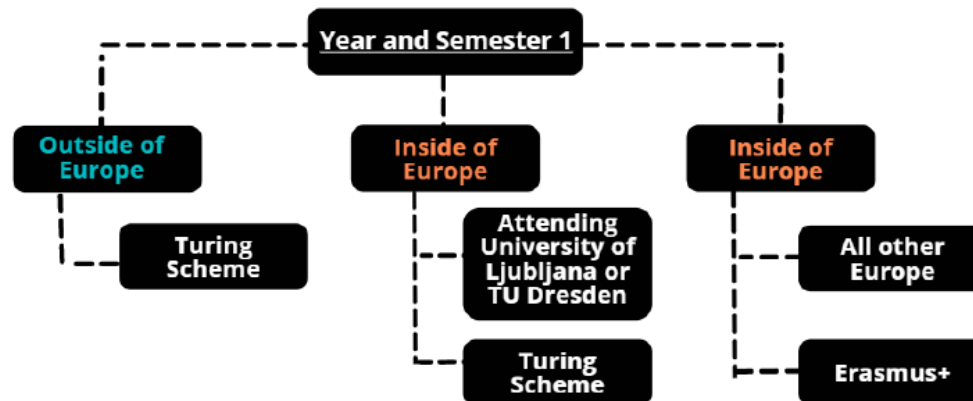 Year and Semester 1
Outside of
Europe
Turing
Scheme
Inside of
Europe
Attending
University of
Ljubljana or
TU Dresden
Turing
Scheme
Inside of
Europe
All other
Europe
Erasmus+